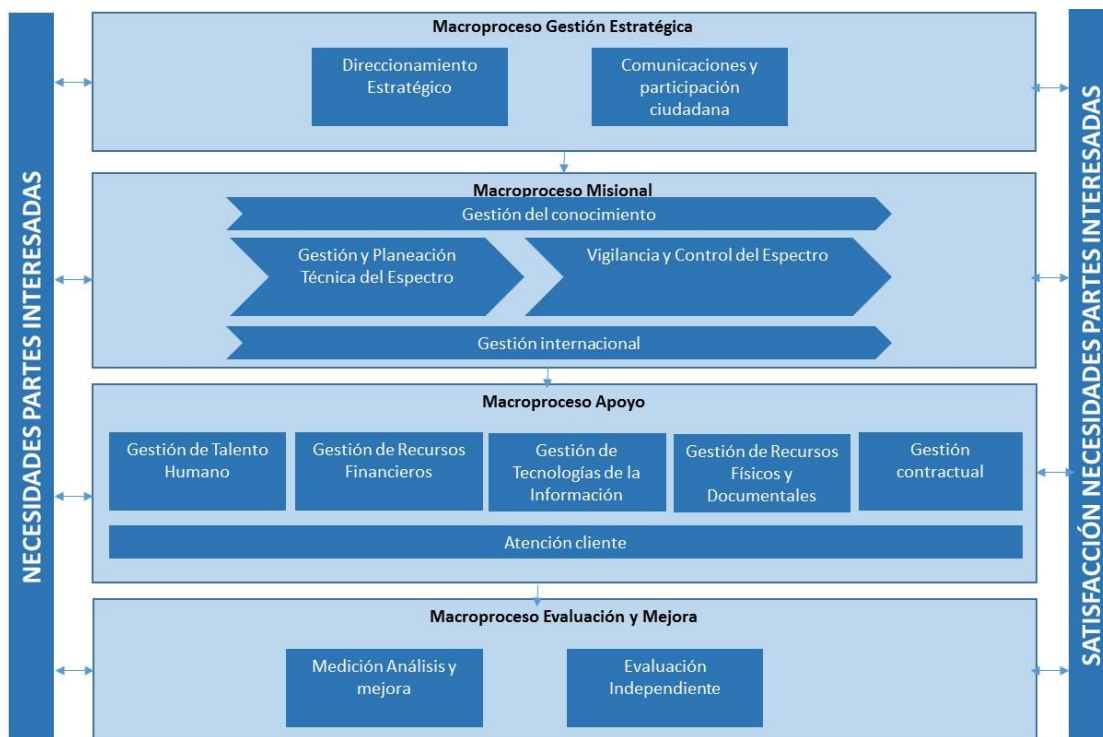 NECESIDADES PARTES INTERESADAS
Macroproceso Gestión Estratégica
Direccionamiento
Estratégico
Comunicaciones y
participación
ciudadana
Macroproceso Misional
Gestión del conocimiento
Gestión y Planeación
Técnica del Espectro
Vigilancia y Control del Espectro
Gestión internacional
Macroproceso Apoyo
Gestión de Talento
Humano
Gestión de Recursos
Financieros
Gestión de
Tecnologías de la
Información
Gestión de Recursos
Físicos y
Documentales
Gestión
contractual
Atención cliente
Macroproceso Evaluación y Mejora
Medición Análisis y
mejora
Evaluación
Independiente
SATISFACCIÓN NECESIDADES PARTES INTERESADAS